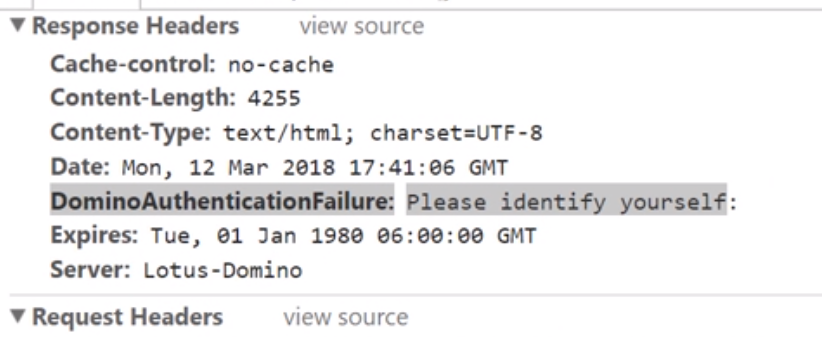 ▼ Response Headers view source
Cache-control: no-cache
Content-Length: 4255
Content-Type: text/html; charset=UTF-8
Date: Mon, 12 Mar 2018 17:41:06 GMT
DominoAuthenticationFailure: Please identify yourself:
Expires: Tue, 01 Jan 1980 06:00:00 GMT
Server: Lotus-Domino
▼ Request Headers view source